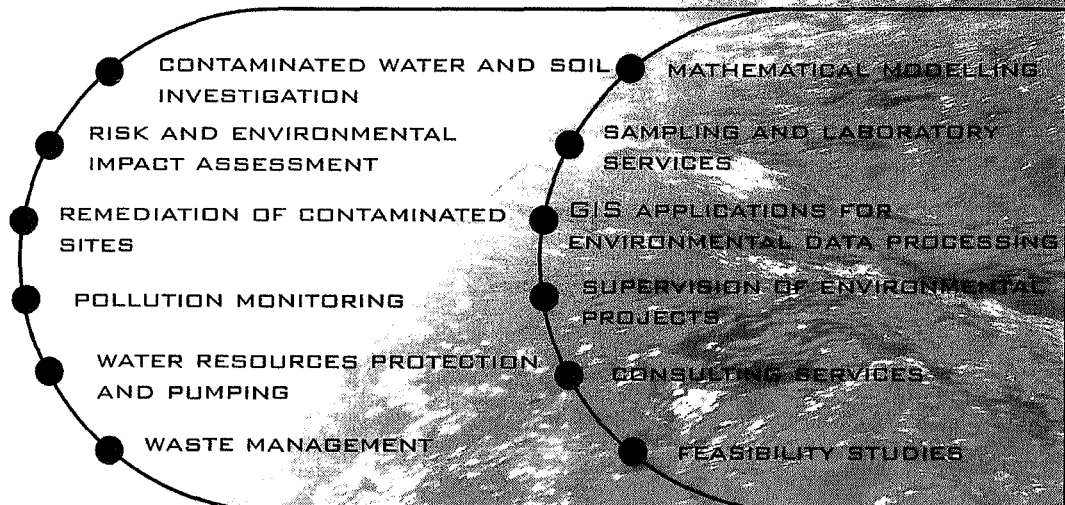 CONTAMINATED WATER AND SOIL
INVESTIGATION
RISK AND ENVIRONMENTAL
IMPACT ASSESSMENT
REMEDIATION OF CONTAMINATED
SITES
POLLUTION MONITORING
WATER RESOURCES PROTECTION
AND PUMPING
WASTE MANAGEMENT
MATHEMATICAL MODELLING
SAMPLING AND LABORATORY
SERVICES
GIS APPLICATIONS FOR
ENVIRONMENTAL DATA PROCESSING
SUPERVISION OF ENVIRONMENTAL
PROJECTS
CONSULTING SERVICES
FEASIBILITY STUDIES